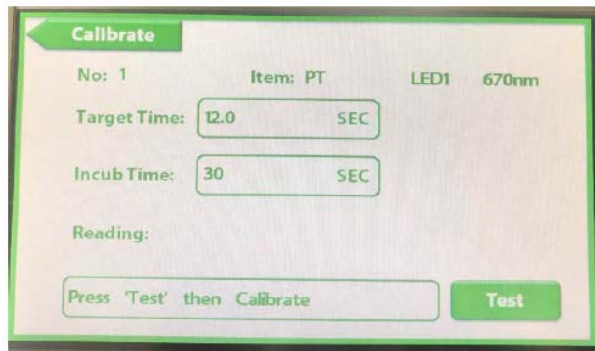 Calibrate
No: 1 Item: PT LED1 670nm
Target Time: 12.0 SEC
Incub Time: 30 SEC
Reading:
Press 'Test' then Calibrate Test